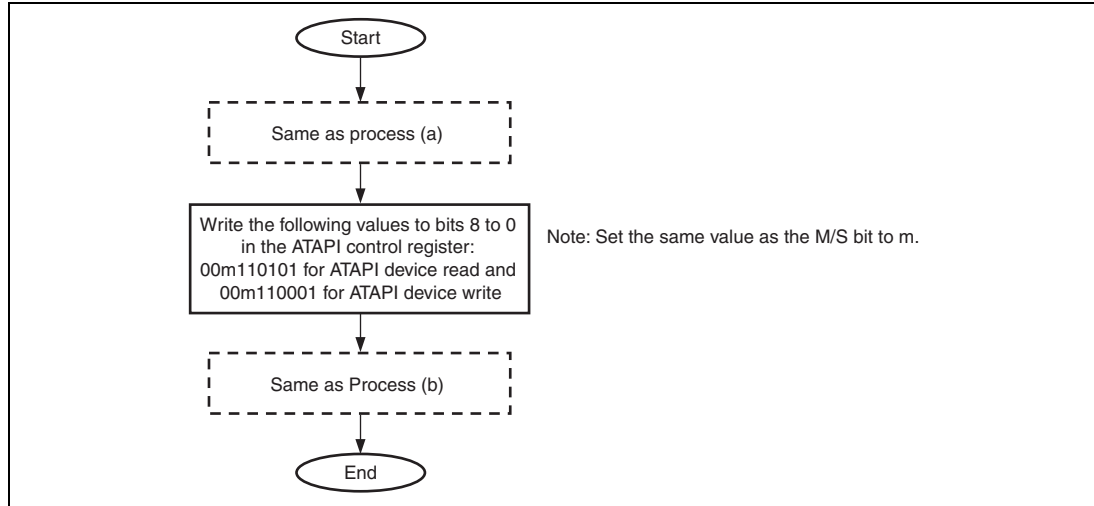 Start
Same as process (a)
Write the following values to bits 8 to 0
in the ATAPI control register:
00m110101 for ATAPI device read and
00m110001 for ATAPI device write
Note: Set the same value as the M/S bit to m.
Same as Process (b)
End